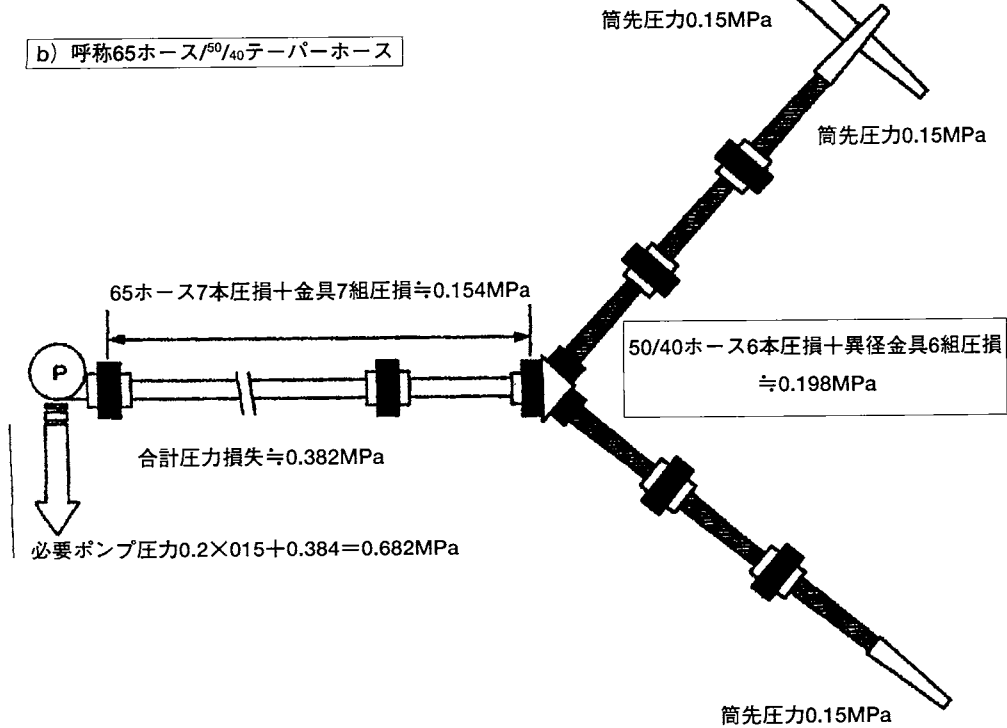 筒先圧力0.15MPa
b）呼称65ホース/50/40テーパーホース
筒先圧力0.15MPa
65ホース7本圧損＋金具7組圧損≒0.154MPa
50/40ホース6本圧損＋異径金具6組圧損
≒0.198MPa
P
合計圧力損失≒0.382MPa
必要ポンプ圧力0.2×015＋0.384＝0.682MPa
筒先圧力0.15MPa